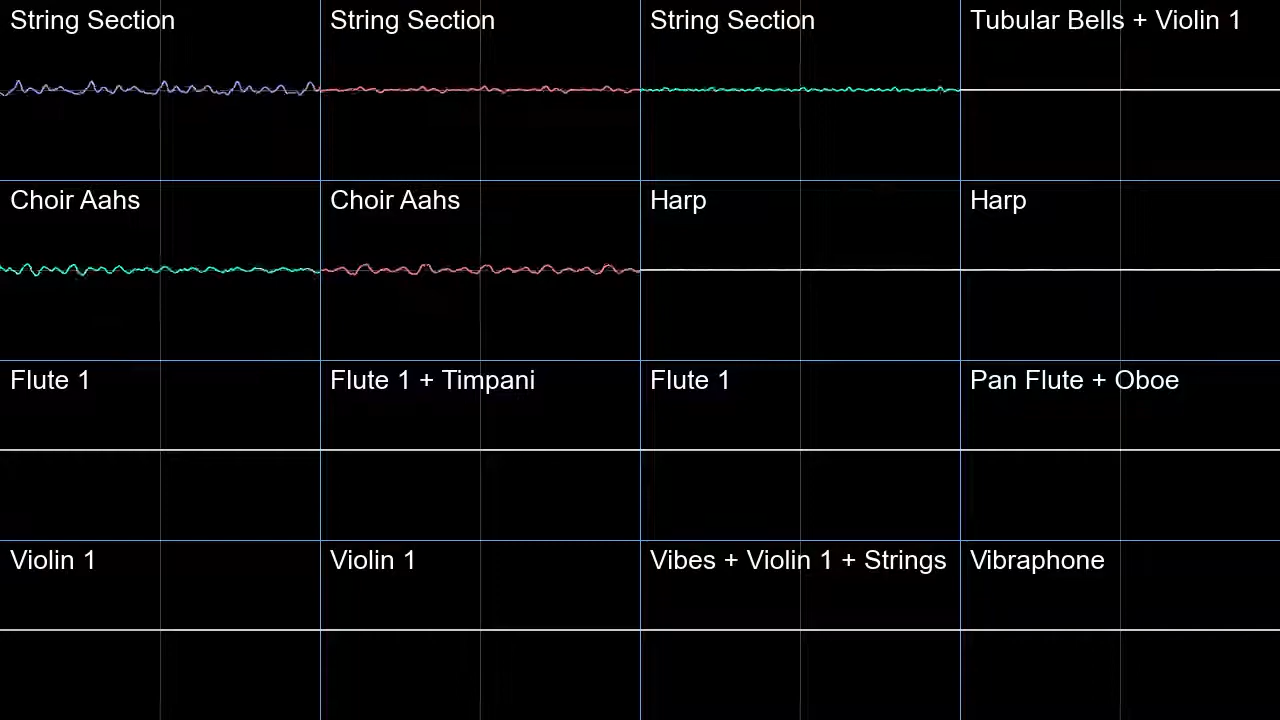 String Section
String Section
String Section
Tubular Bells + Violin 1
Choir Aahs
Choir Aahs
Harp
Harp
Flute 1
Flute 1 + Timpani
Flute 1
Pan Flute + Oboe
Violin 1
Violin 1
Vibes + Violin 1 + Strings
Vibraphone